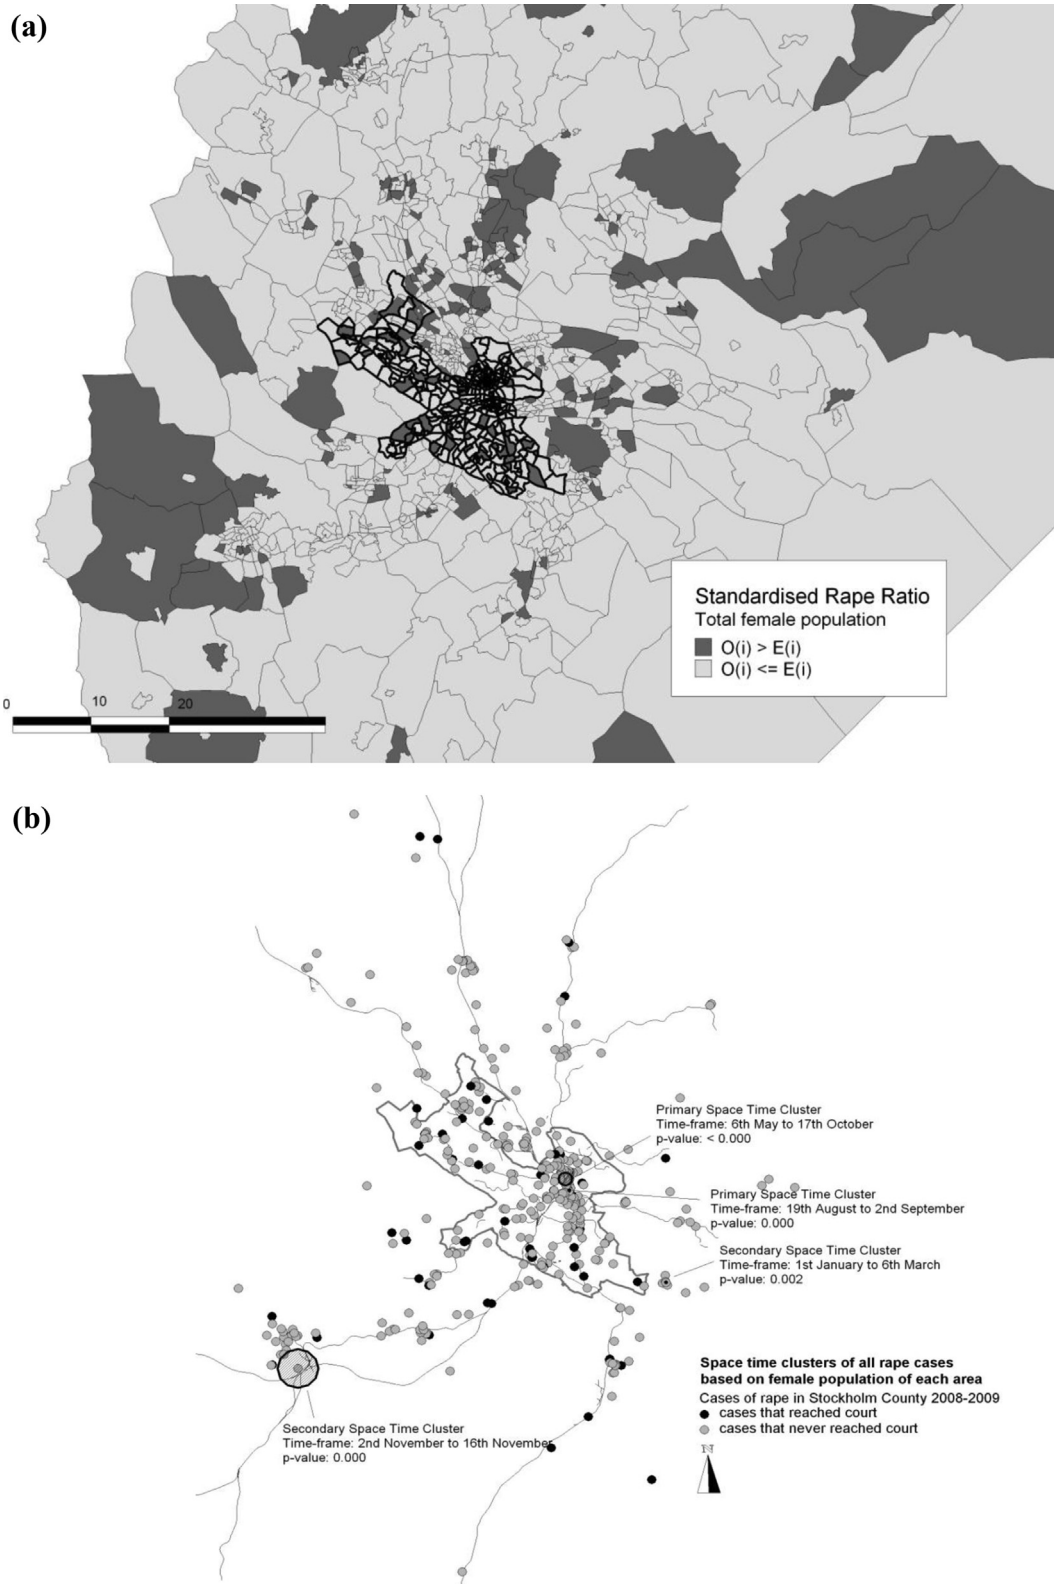 (a)
Standardised Rape Ratio
Total female population
O(i) > E(i)
O(i) <= E(i)
0 10 20
(b)
Primary Space Time Cluster
Time-frame: 6th May to 17th October
p-value: < 0.000
Primary Space Time Cluster
Time-frame: 19th August to 2nd September
p-value: 0.000
Secondary Space Time Cluster
Time-frame: 1st January to 6th March
p-value: 0.002
Space time clusters of all rape cases
based on female population of each area
Cases of rape in Stockholm County 2008-2009
cases that reached court
cases that never reached court
N
Secondary Space Time Cluster
Time-frame: 2nd November to 16th November
p-value: 0.000